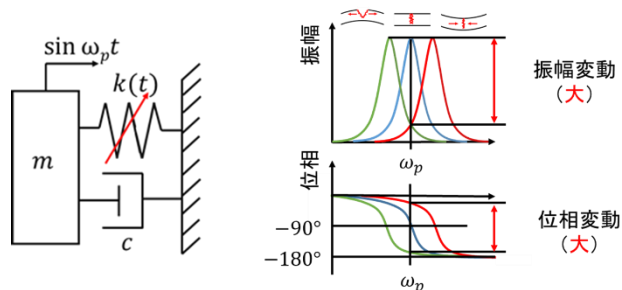 sin ωₚt
k(t)
m
c
振幅
ωₚ
振幅変動
（大）
位相
−90°
−180°
ωₚ
位相変動
（大）